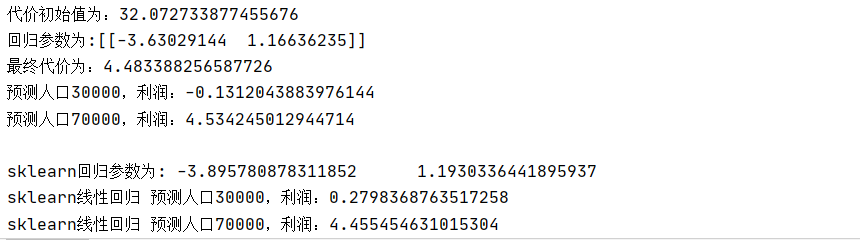 代价初始值为：32.072733877455676
回归参数为:[[-3.63029144  1.16636235]]
最终代价为：4.483388256587726
预测人口30000，利润：-0.1312043883976144
预测人口70000，利润：4.534245012944714
sklearn回归参数为: -3.895780878311852      1.1930336441895937
sklearn线性回归 预测人口30000，利润：0.2798368763517258
sklearn线性回归 预测人口70000，利润：4.455454631015304